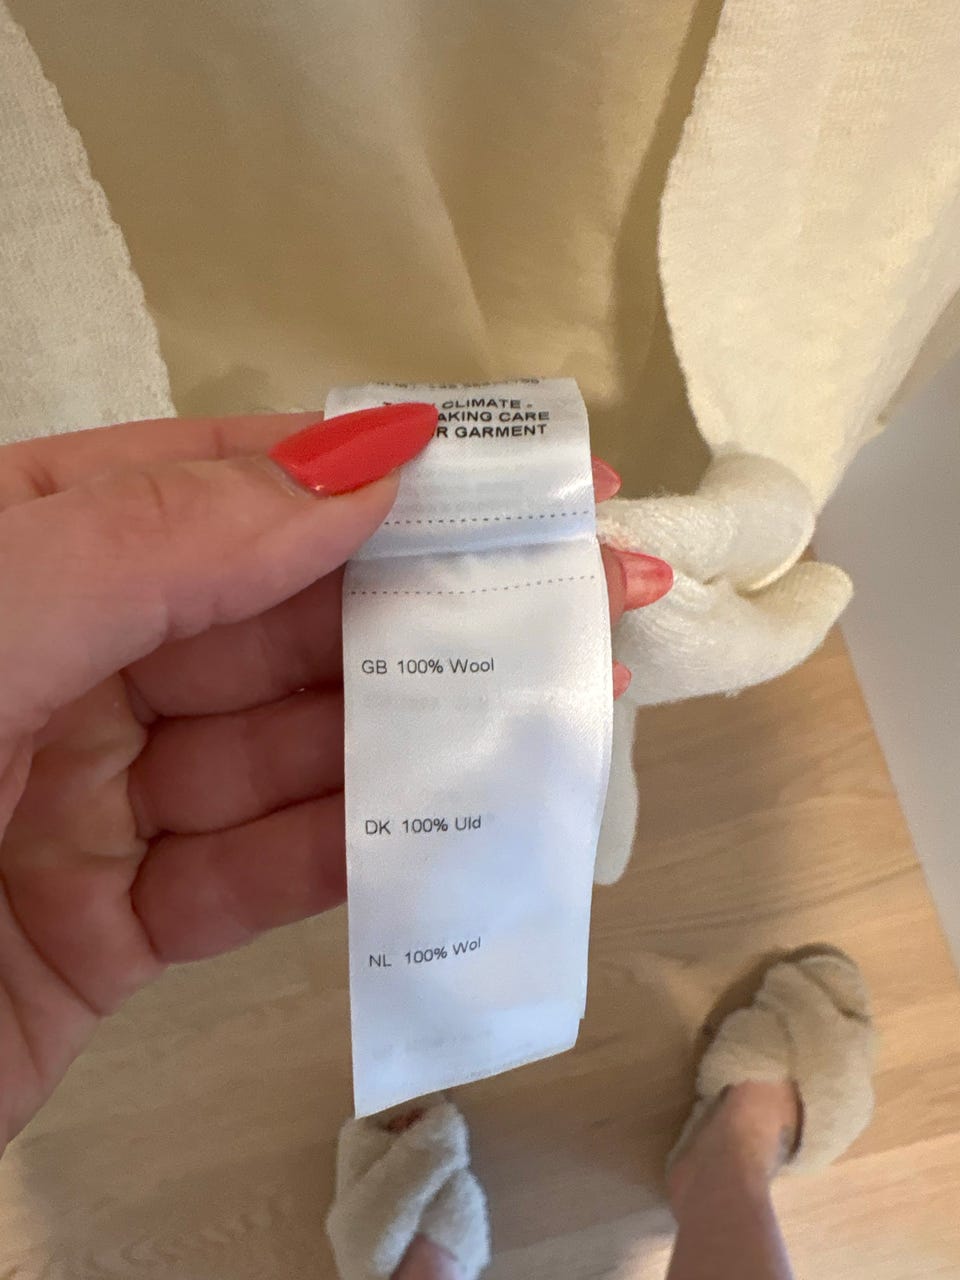 CLIMATE -
AKING CARE
R GARMENT
GB 100% Wool
DK 100% Uld
NL 100% Wol